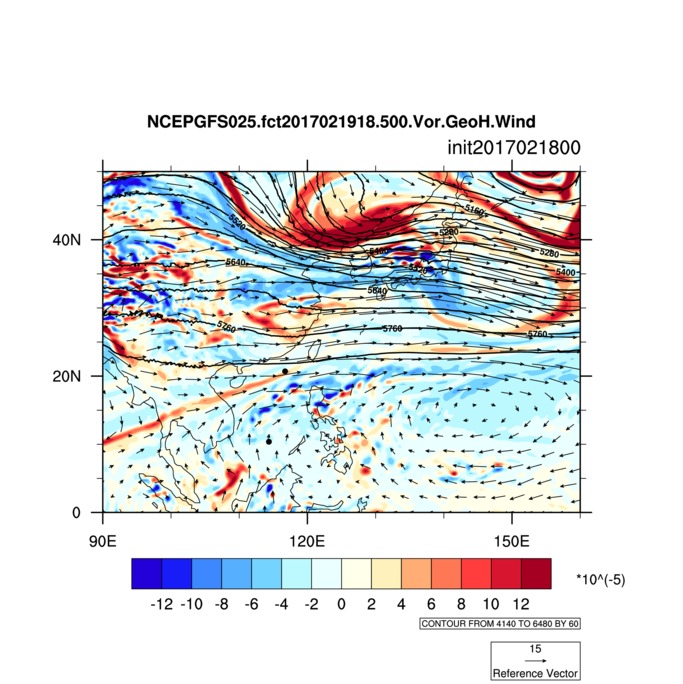 NCEPGFS025.fct2017021918.500.Vor.GeoH.Wind
init2017021800
5160
5520
5280
40N
5280
5640
5400
5640
5760
5760
5760
20N
0
90E
120E
150E
*10^(-5)
-12 -10 -8 -6 -4 -2 0 2 4 6 8 10 12
CONTOUR FROM 4140 TO 6480 BY 60
15
Reference Vector